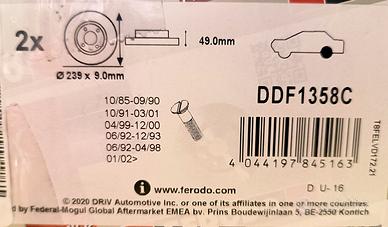 2x
49.0mm
Ø 239 x 9.0mm
10/85-09/90
10/91-03/01
04/99-12/00
06/92-12/93
06/92-04/98
01/02>
DDF1358C
4 044197 845163
TBFELVD172.21
i www.ferodo.com
D U-16
© 2020 DRiV Automotive Inc. or one of its affiliates in one or more countries.
d by Federal-Mogul Global Aftermarket EMEA bv. Prins Boudewijnlaan 5, BE-2550 Kontich